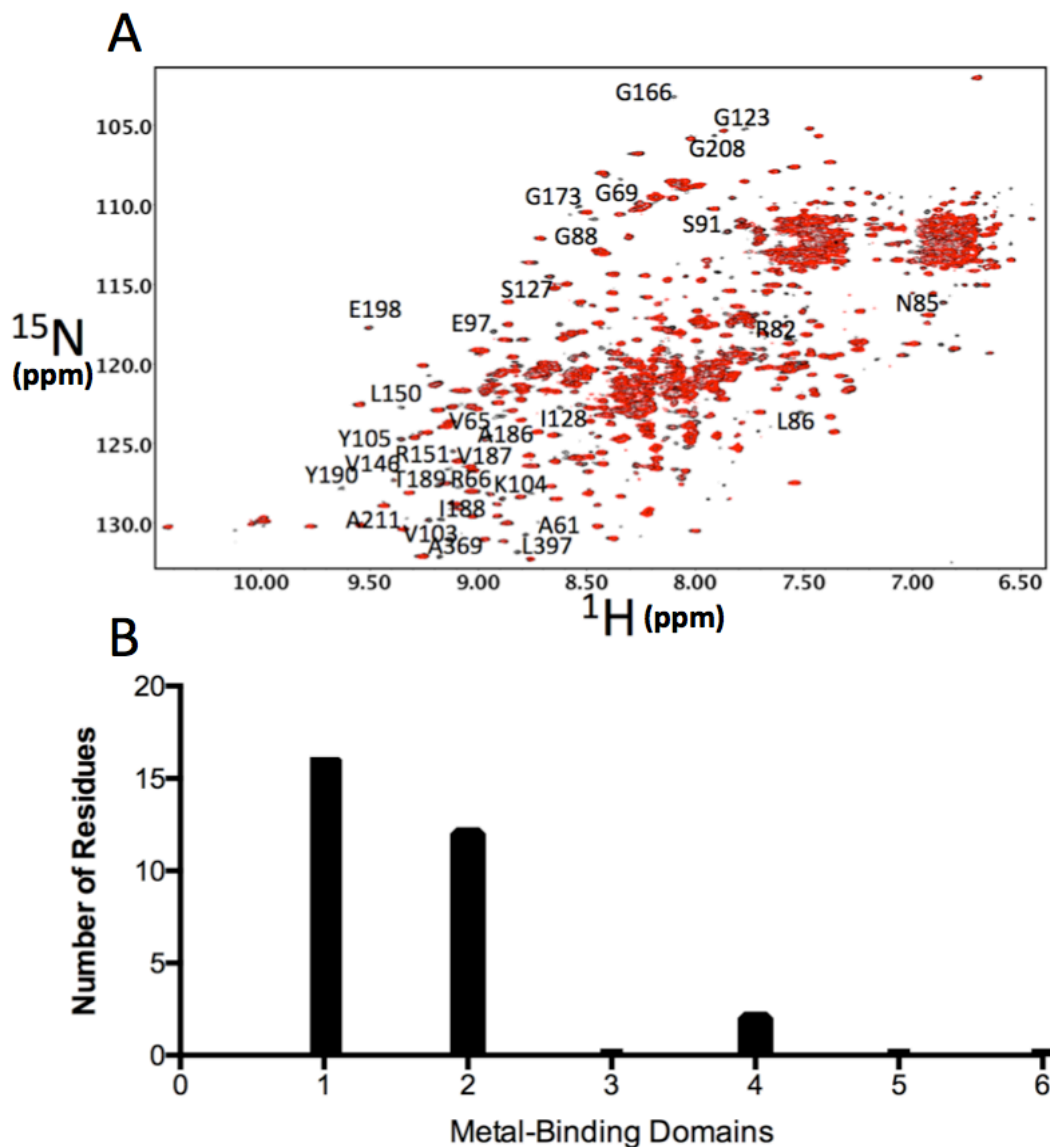 A
G166
105.0
G123
G208
G173
G69
110.0
S91
G88
115.0
S127
N85
E198
E97
R82
15N
(ppm)
120.0
L150
V65
I128
L86
Y105
A186
125.0
V146
R151
V187
Y190
T189
R66
K104
I188
130.0
A211
V103
A61
A369
L397
10.00 9.50 9.00 8.50 8.00 7.50 7.00 6.50
1H (ppm)
B
20
15
10
5
0
Number of Residues
0 1 2 3 4 5 6
Metal-Binding Domains